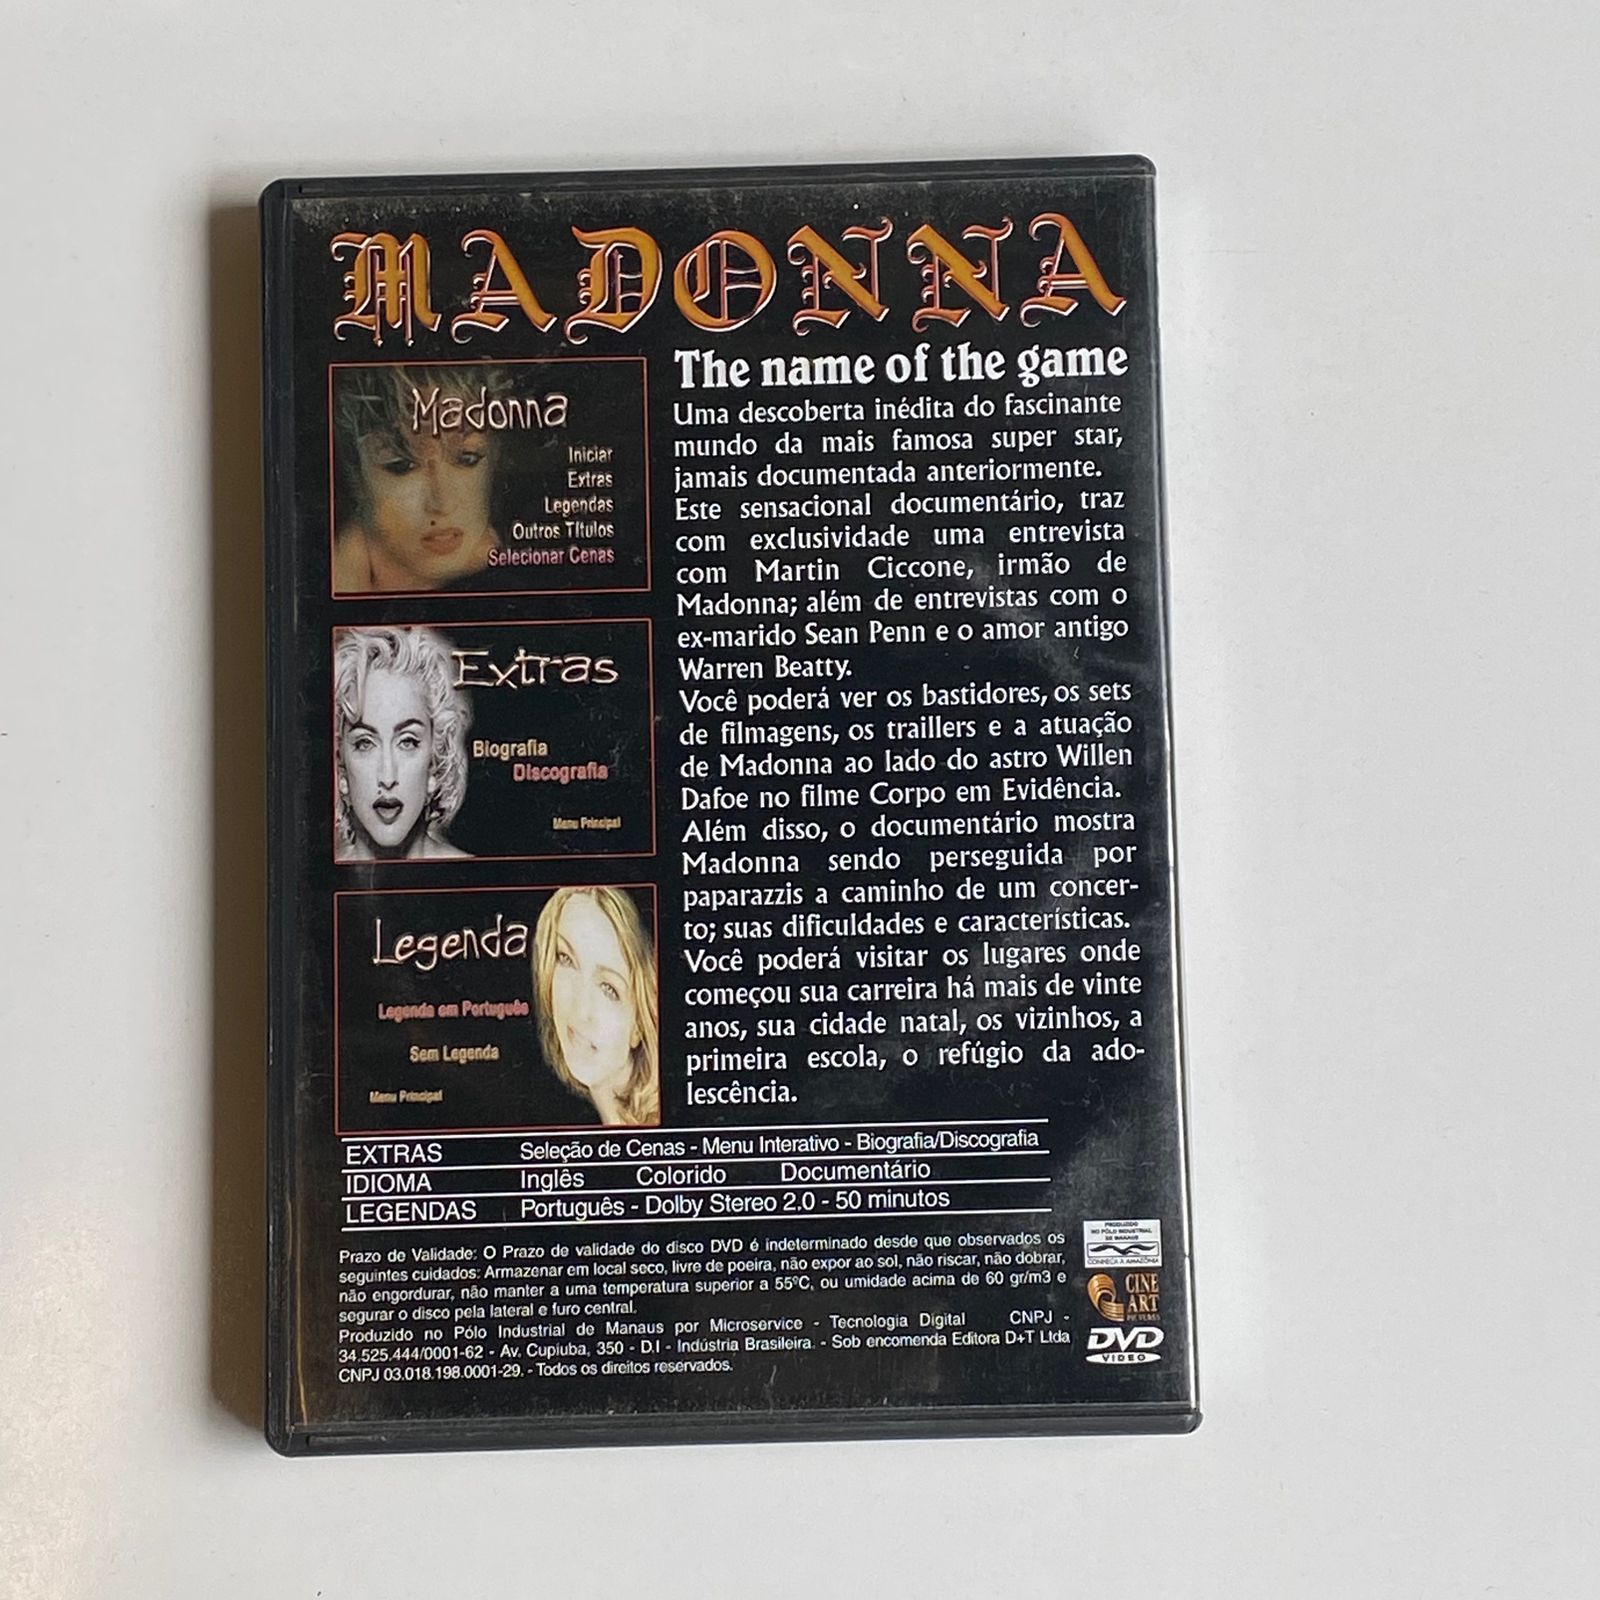 MADONNA
The name of the game
Uma descoberta inédita do fascinante
mundo da mais famosa super star,
jamais documentada anteriormente.
Este sensacional documentário, traz
com exclusividade uma entrevista
com Martin Ciccone, irmão de
Madonna; além de entrevistas com o
ex-marido Sean Penn e o amor antigo
Warren Beatty.
Você poderá ver os bastidores, os sets
de filmagens, os traillers e a atuação
de Madonna ao lado do astro Willen
Dafoe no filme Corpo em Evidência.
Além disso, o documentário mostra
Madonna sendo perseguida por
paparazzis a caminho de um concer-
to; suas dificuldades e características.
Você poderá visitar os lugares onde
começou sua carreira há mais de vinte
anos, sua cidade natal, os vizinhos, a
primeira escola, o refúgio da ado-
lescência.
Madonna
Iniciar
Extras
Legendas
Outros Títulos
Selecionar Cenas
Extras
Biografia
Discografia
Menu Principal
Legenda
Legenda em Português
Sem Legenda
Menu Principal
EXTRAS Seleção de Cenas - Menu Interativo - Biografia/Discografia
IDIOMA Inglês Colorido Documentário
LEGENDAS Português - Dolby Stereo 2.0 - 50 minutos
Prazo de Validade: O Prazo de validade do disco DVD é indeterminado desde que observados os
seguintes cuidados: Armazenar em local seco, livre de poeira, não expor ao sol, não riscar, não dobrar,
não engordurar, não manter a uma temperatura superior a 55ºC, ou umidade acima de 60 gr/m3 e
segurar o disco pela lateral e furo central.
Produzido no Pólo Industrial de Manaus por Microservice - Tecnologia Digital CNPJ -
34.525.444/0001-62 - Av. Cupiuba, 350 - D.I - Indústria Brasileira. - Sob encomenda Editora D+T Ltda
CNPJ 03.018.198.0001-29. - Todos os direitos reservados.
PRODUZIDO
NO PÓLO INDUSTRIAL
DE MANAUS
CONHEÇA A AMAZÔNIA
CINE
ART
PICTURES
DVD
VIDEO